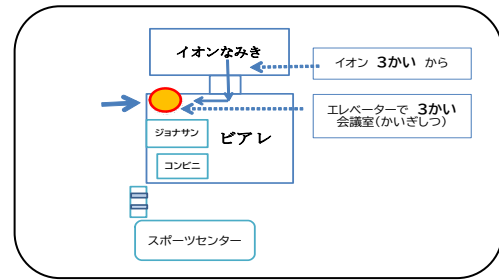 イオンなみき
イオン 3かい から
エレベーターで 3かい
会議室(かいぎしつ)
ジョナサン
ビアレ
コンビニ
スポーツセンター